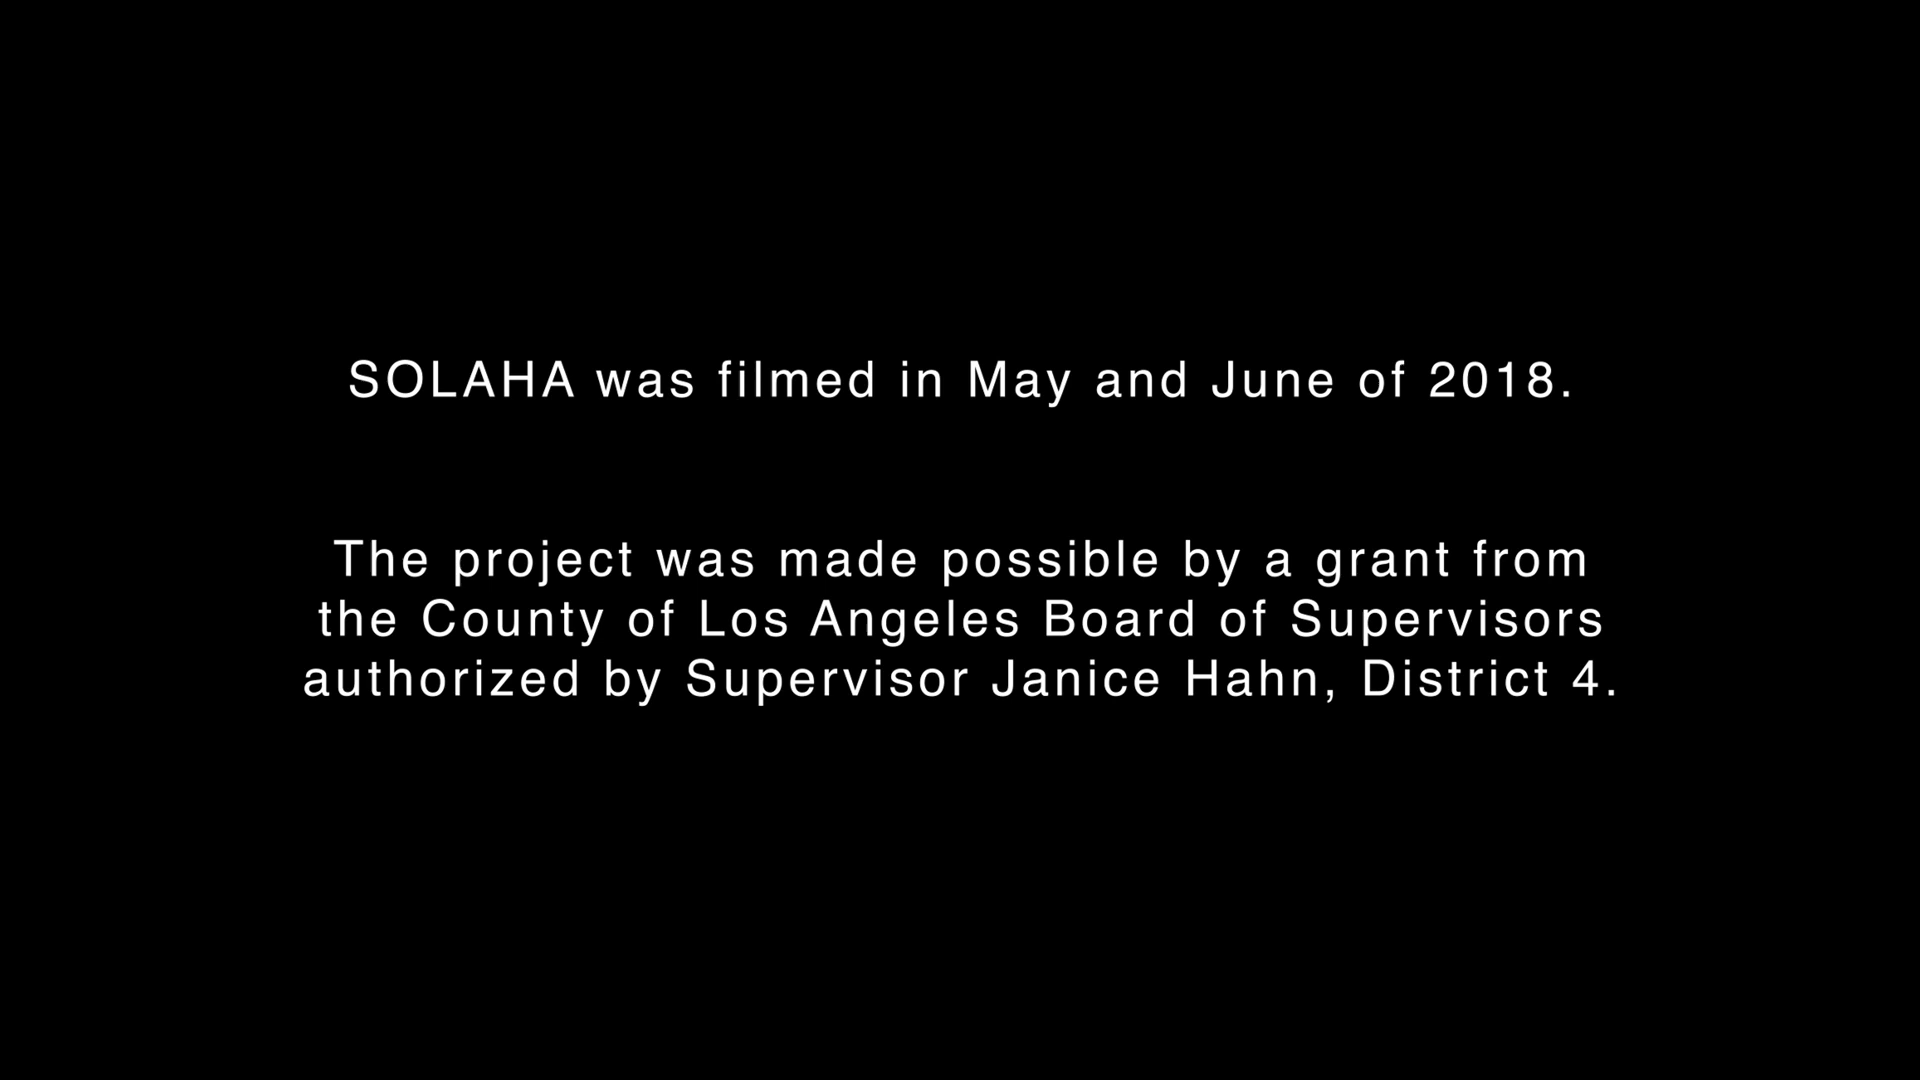 SOLAHA was filmed in May and June of 2018.
The project was made possible by a grant from
the County of Los Angeles Board of Supervisors
authorized by Supervisor Janice Hahn, District 4.